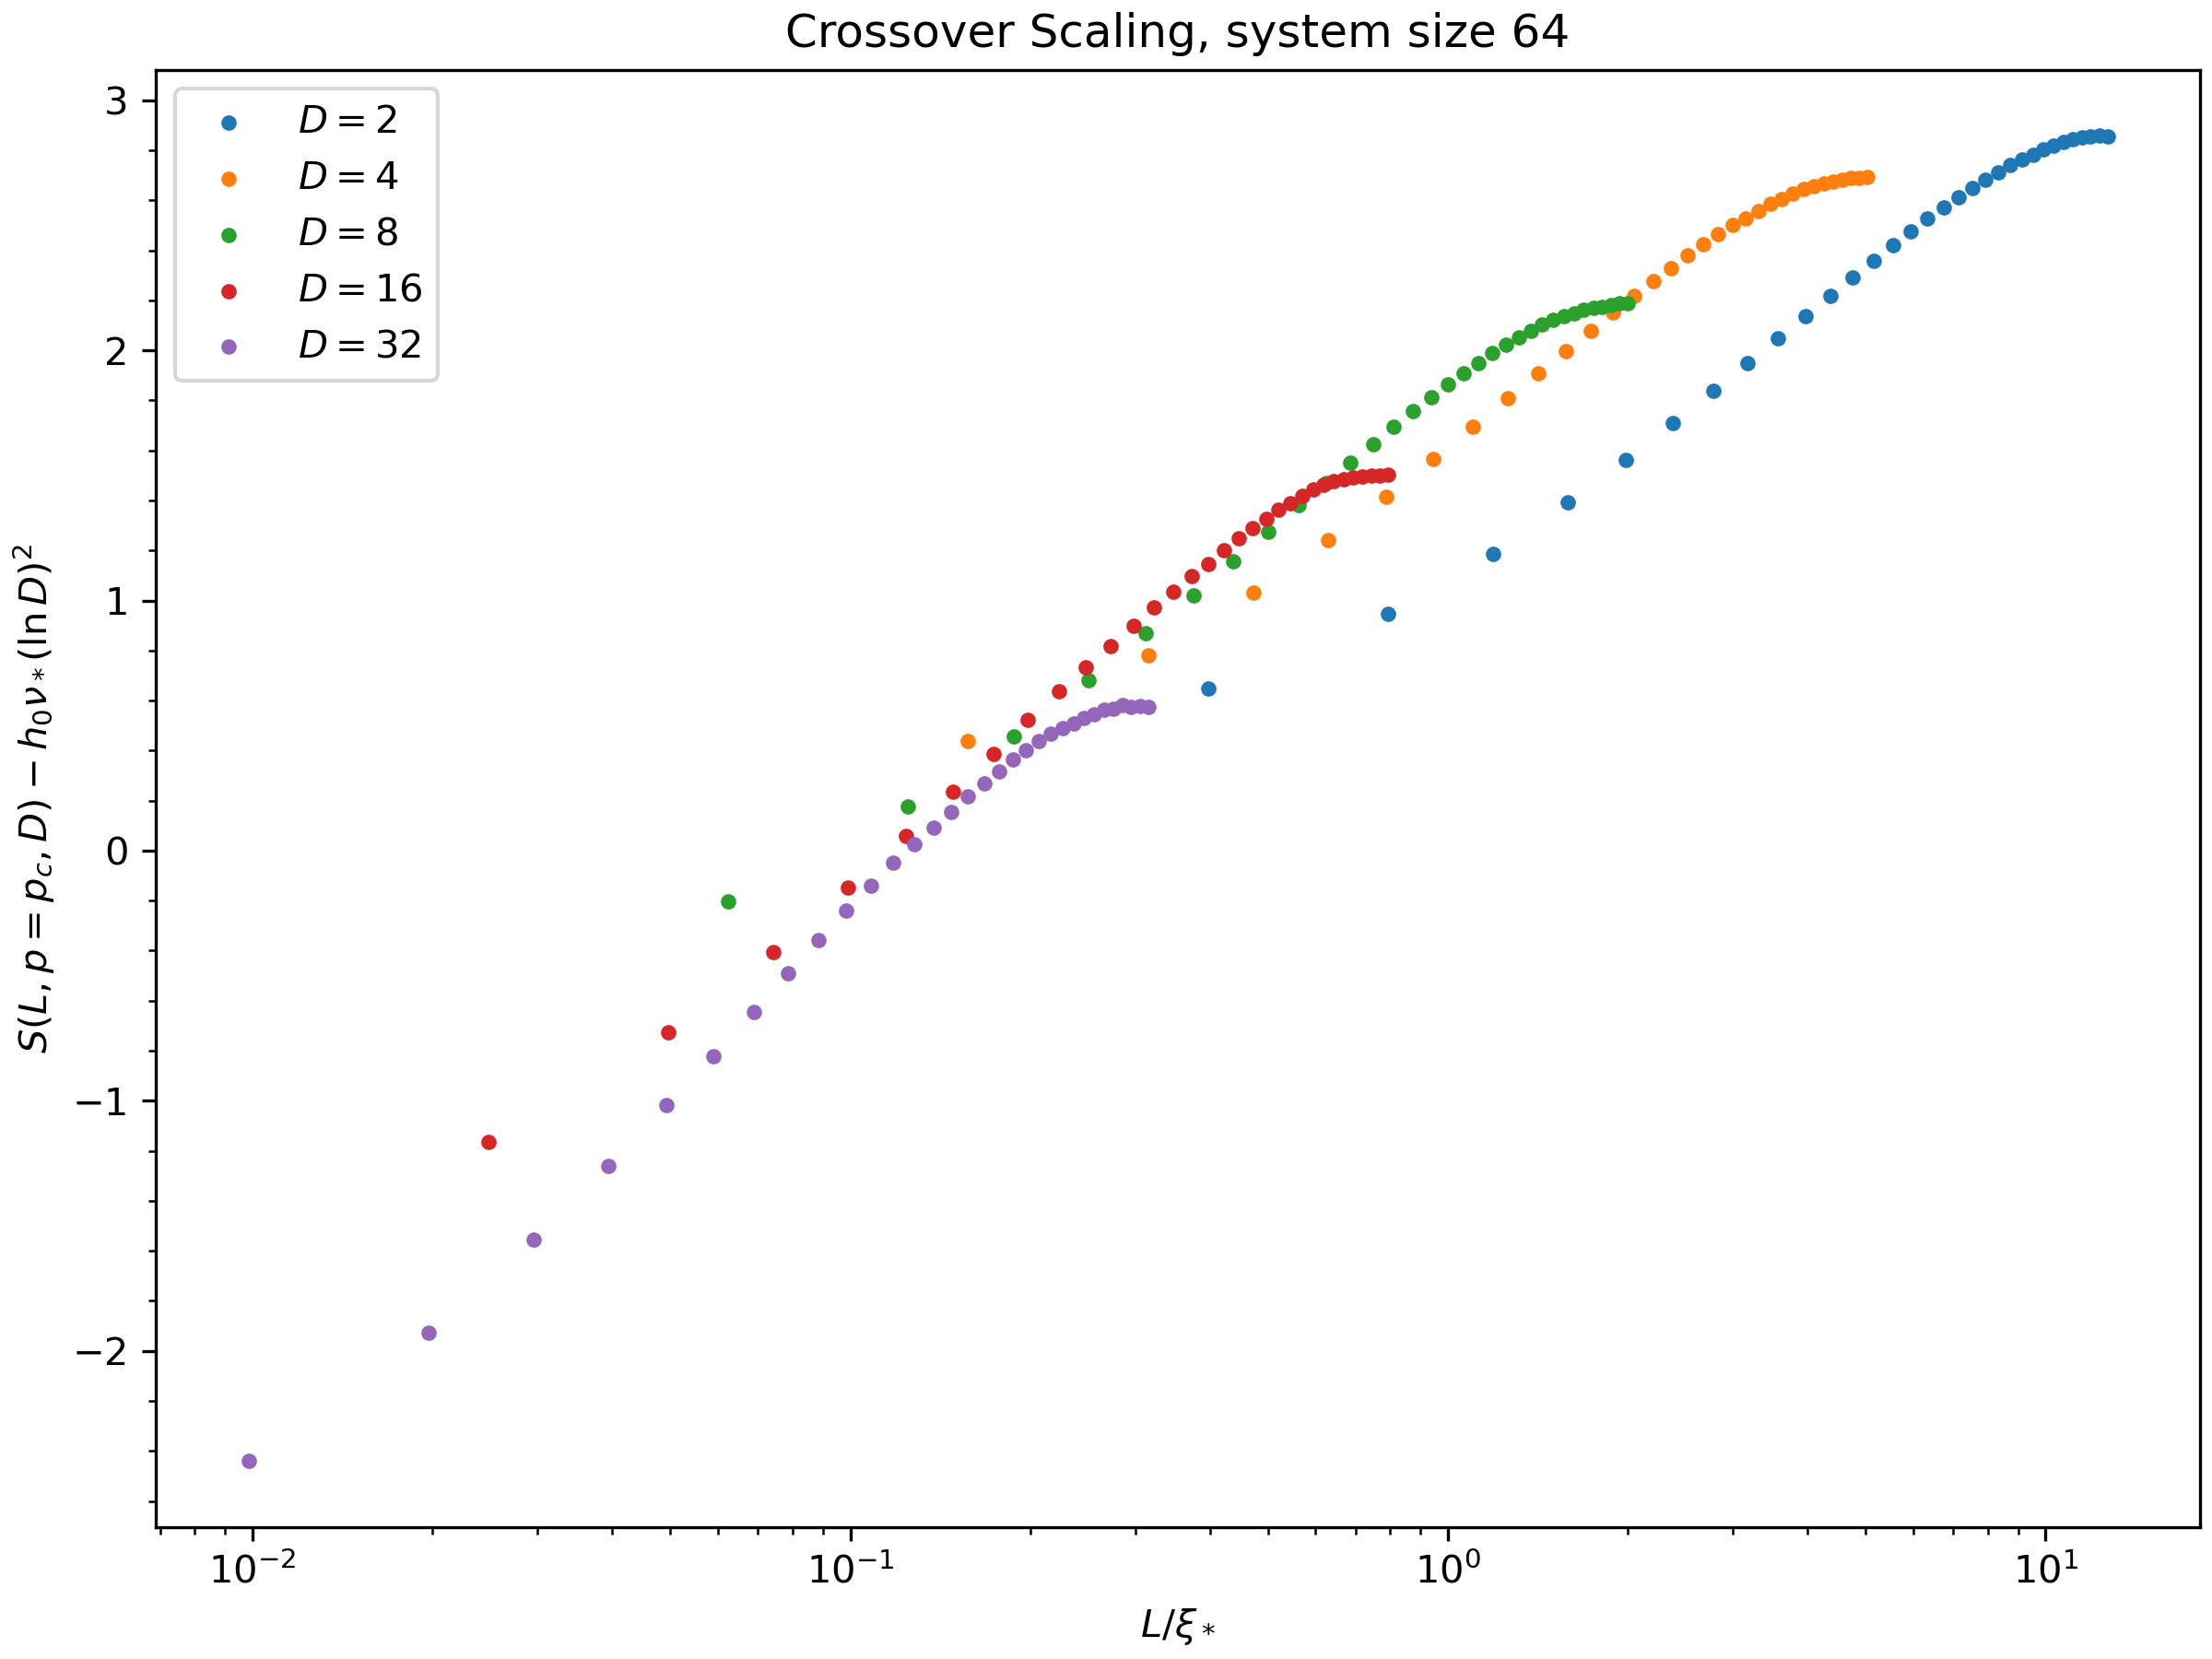 Crossover Scaling, system size 64
D = 2
D = 4
D = 8
D = 16
D = 32
3
2
1
0
−1
−2
S(L, p = p_c, D) − h_0ν_*(ln D)^2
10^{−2}
10^{−1}
10^0
10^1
L/ξ_*